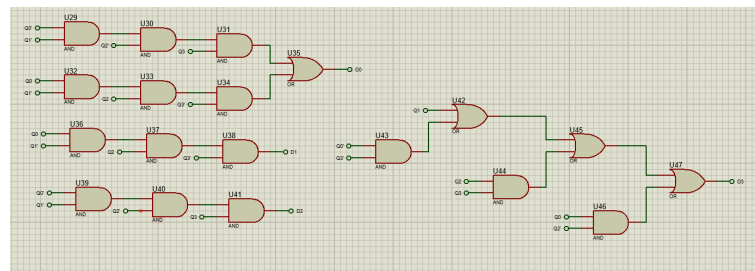 U29 U30 U31
Q0'
Q1' Q2' Q3
AND AND AND
U35
D0
OR
U32 U33 U34
Q0
Q1' Q2 Q3'
AND AND AND
U36 U37 U38
Q0
Q1' Q2 Q3' D1
AND AND AND
U39 U40 U41
Q0'
Q1' Q2' Q3 D2
AND AND AND
U42
Q1
OR
U43
Q0'
Q3'
AND
U45
OR
U44
Q2
Q3
AND
U47
D3
OR
U46
Q0
Q2'
AND